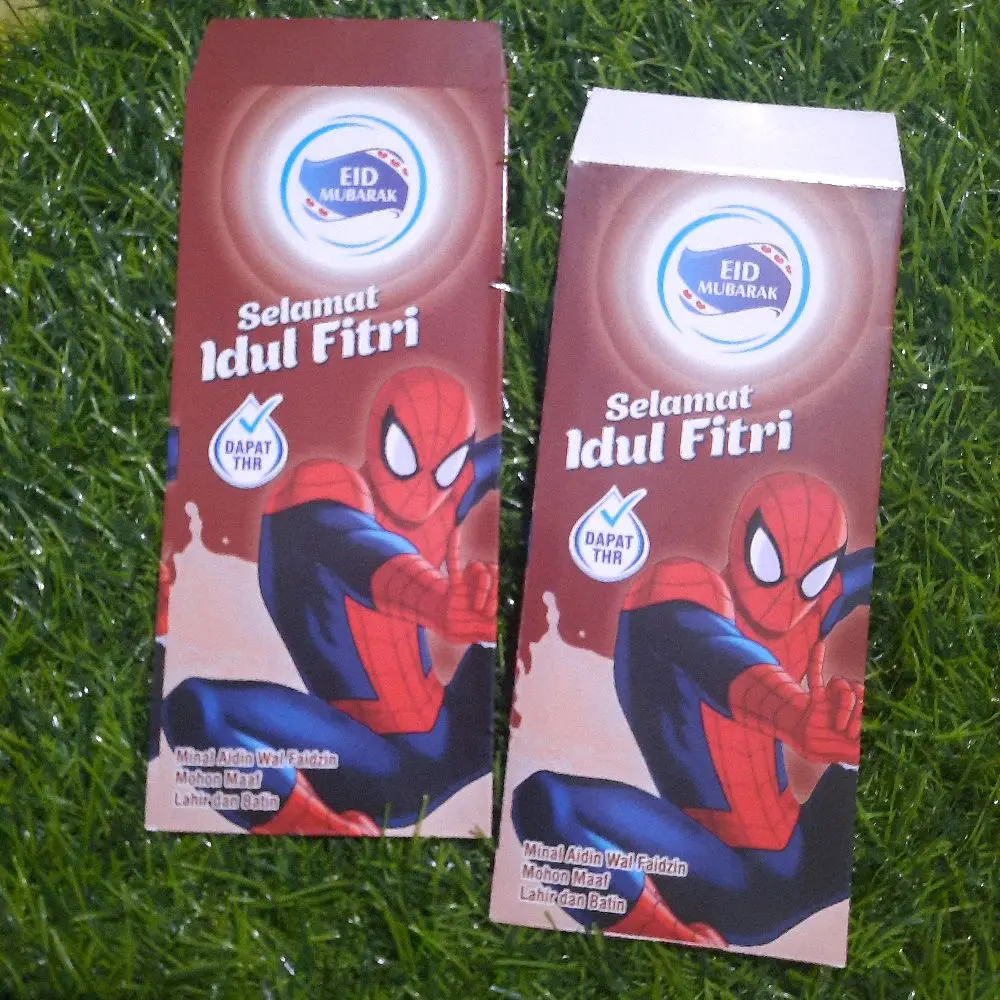 EID
MUBARAK
Selamat
Idul Fitri
DAPAT
THR
Minal Aidin Wal Faidzin
Mohon Maaf
Lahir dan Batin
EID
MUBARAK
Selamat
Idul Fitri
DAPAT
THR
Minal Aidin Wal Faidzin
Mohon Maaf
Lahir dan Batin